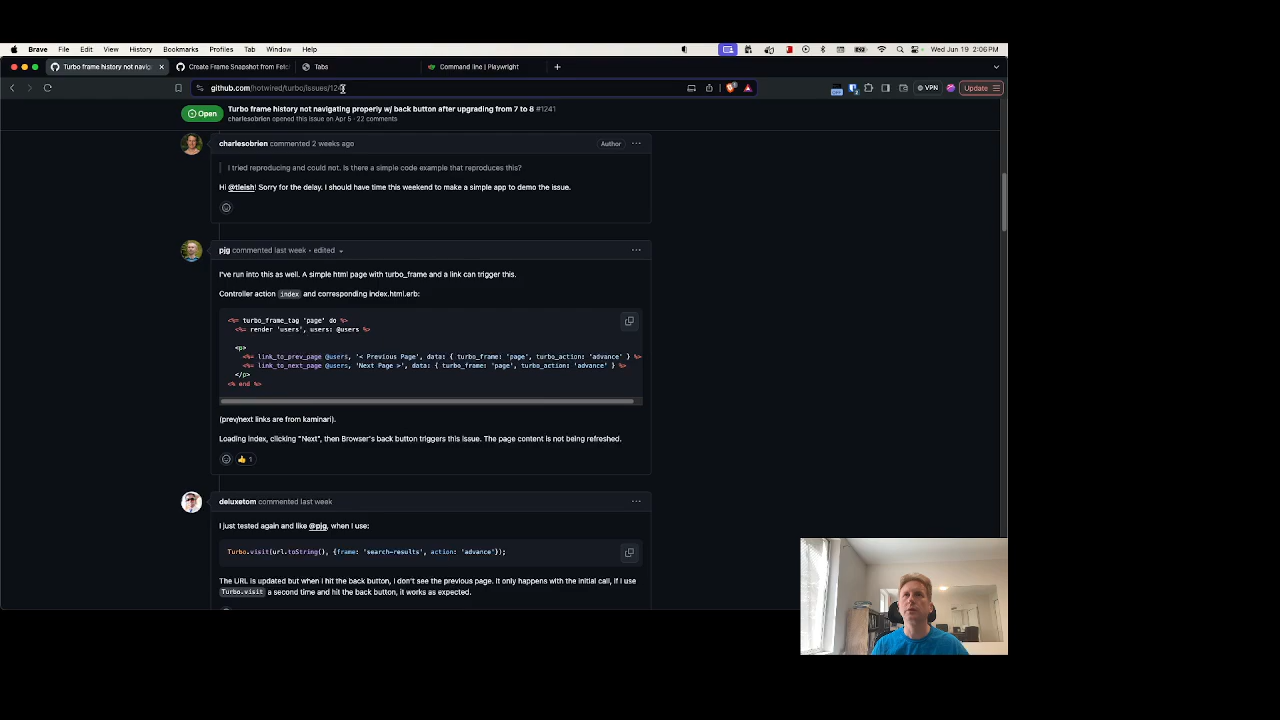 Brave File Edit View History Bookmarks Profiles Tab Window Help Wed Jun 19 2:06 PM
Turbo frame history not navig Create Frame Snapshot from Fetc Tabs Command line | Playwright
github.com/hotwired/turbo/issues/124 VPN Update
Open Turbo frame history not navigating properly w/ back button after upgrading from 7 to 8 #1241
charlesobrien opened this issue on Apr 5 · 22 comments
charlesobrien commented 2 weeks ago Author
I tried reproducing and could not. Is there a simple code example that reproduces this?
Hi @tleish! Sorry for the delay. I should have time this weekend to make a simple app to demo the issue.
pjg commented last week · edited
I've run into this as well. A simple html page with turbo_frame and a link can trigger this.
Controller action index and corresponding index.html.erb:
<%= turbo_frame_tag 'page' do %>
<%= render 'users', users: @users %>
<p>
<%= link_to_prev_page @users, '< Previous Page', data: { turbo_frame: 'page', turbo_action: 'advance' } %>
<%= link_to_next_page @users, 'Next Page >', data: { turbo_frame: 'page', turbo_action: 'advance' } %>
</p>
<% end %>
(prev/next links are from kaminari).
Loading index, clicking "Next", then Browser's back button triggers this issue. The page content is not being refreshed.
👍 1
deluxetom commented last week
I just tested again and like @pjg, when I use:
Turbo.visit(url.toString(), {frame: 'search-results', action: 'advance'});
The URL is updated but when I hit the back button, I don't see the previous page. It only happens with the initial call, if I use
Turbo.visit a second time and hit the back button, it works as expected.